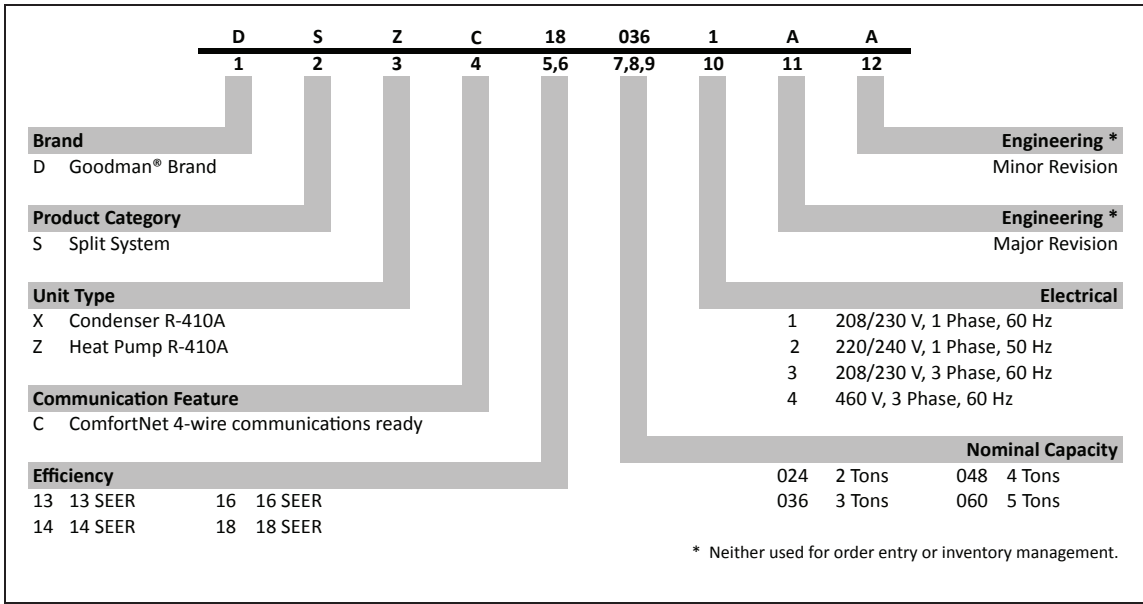 D S Z C 18 036 1 A A
1 2 3 4 5,6 7,8,9 10 11 12
Brand
D Goodman® Brand
Product Category
S Split System
Unit Type
X Condenser R-410A
Z Heat Pump R-410A
Communication Feature
C ComfortNet 4-wire communications ready
Efficiency
13 13 SEER 16 16 SEER
14 14 SEER 18 18 SEER
Engineering *
Minor Revision
Engineering *
Major Revision
Electrical
1 208/230 V, 1 Phase, 60 Hz
2 220/240 V, 1 Phase, 50 Hz
3 208/230 V, 3 Phase, 60 Hz
4 460 V, 3 Phase, 60 Hz
Nominal Capacity
024 2 Tons 048 4 Tons
036 3 Tons 060 5 Tons
* Neither used for order entry or inventory management.